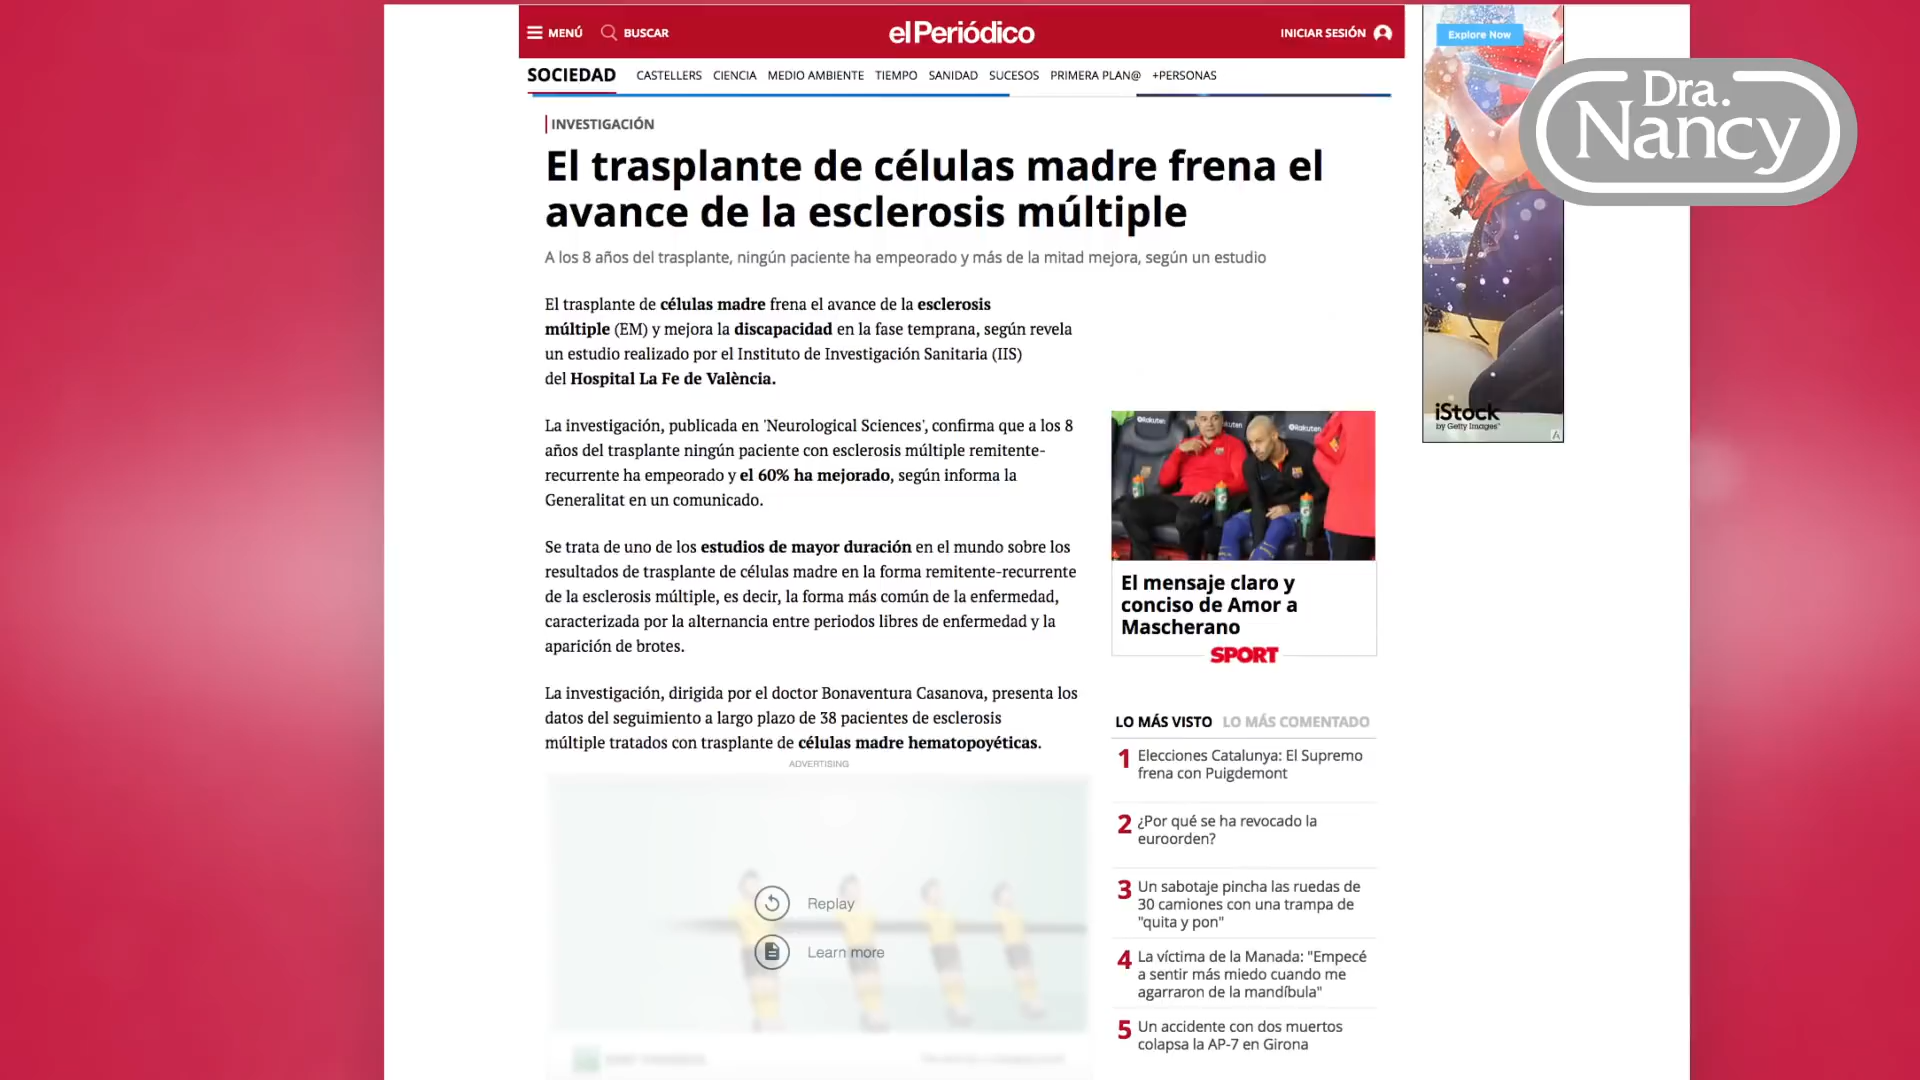 MENÚ
BUSCAR
elPeriódico
INICIAR SESIÓN
Explore Now
Dra.
Nancy
SOCIEDAD
CASTELLERS CIENCIA MEDIO AMBIENTE TIEMPO SANIDAD SUCESOS PRIMERA PLAN@ +PERSONAS
INVESTIGACIÓN
El trasplante de células madre frena el
avance de la esclerosis múltiple
A los 8 años del trasplante, ningún paciente ha empeorado y más de la mitad mejora, según un estudio
El trasplante de células madre frena el avance de la esclerosis
múltiple (EM) y mejora la discapacidad en la fase temprana, según revela
un estudio realizado por el Instituto de Investigación Sanitaria (IIS)
del Hospital La Fe de València.
La investigación, publicada en 'Neurological Sciences', confirma que a los 8
años del trasplante ningún paciente con esclerosis múltiple remitente-
recurrente ha empeorado y el 60% ha mejorado, según informa la
Generalitat en un comunicado.
Se trata de uno de los estudios de mayor duración en el mundo sobre los
resultados de trasplante de células madre en la forma remitente-recurrente
de la esclerosis múltiple, es decir, la forma más común de la enfermedad,
caracterizada por la alternancia entre periodos libres de enfermedad y la
aparición de brotes.
La investigación, dirigida por el doctor Bonaventura Casanova, presenta los
datos del seguimiento a largo plazo de 38 pacientes de esclerosis
múltiple tratados con trasplante de células madre hematopoyéticas.
ADVERTISING
Replay
Learn more
iStock
by Getty Images™
Rakuten
Rakuten
Rakuten
El mensaje claro y
conciso de Amor a
Mascherano
SPORT
LO MÁS VISTO LO MÁS COMENTADO
1 Elecciones Catalunya: El Supremo
frena con Puigdemont
2 ¿Por qué se ha revocado la
euroorden?
3 Un sabotaje pincha las ruedas de
30 camiones con una trampa de
"quita y pon"
4 La víctima de la Manada: "Empecé
a sentir más miedo cuando me
agarraron de la mandíbula"
5 Un accidente con dos muertos
colapsa la AP-7 en Girona